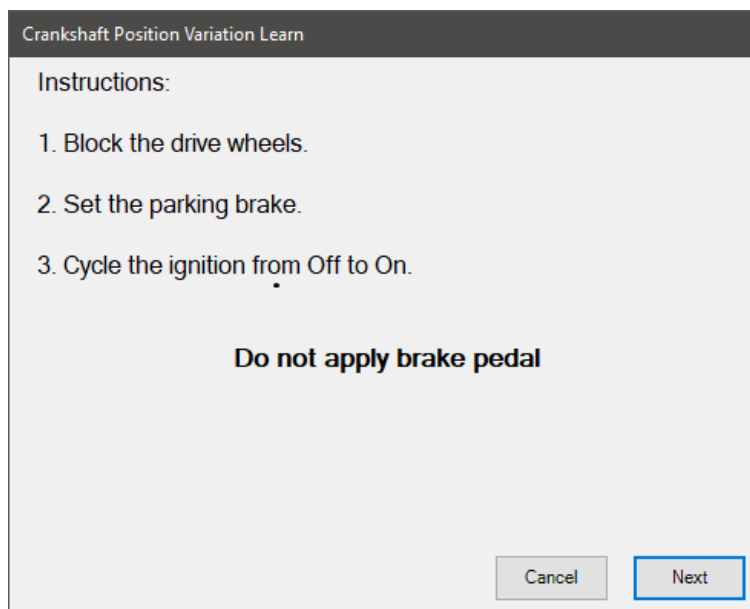 Crankshaft Position Variation Learn
Instructions:
1. Block the drive wheels.
2. Set the parking brake.
3. Cycle the ignition from Off to On.
Do not apply brake pedal
Cancel Next